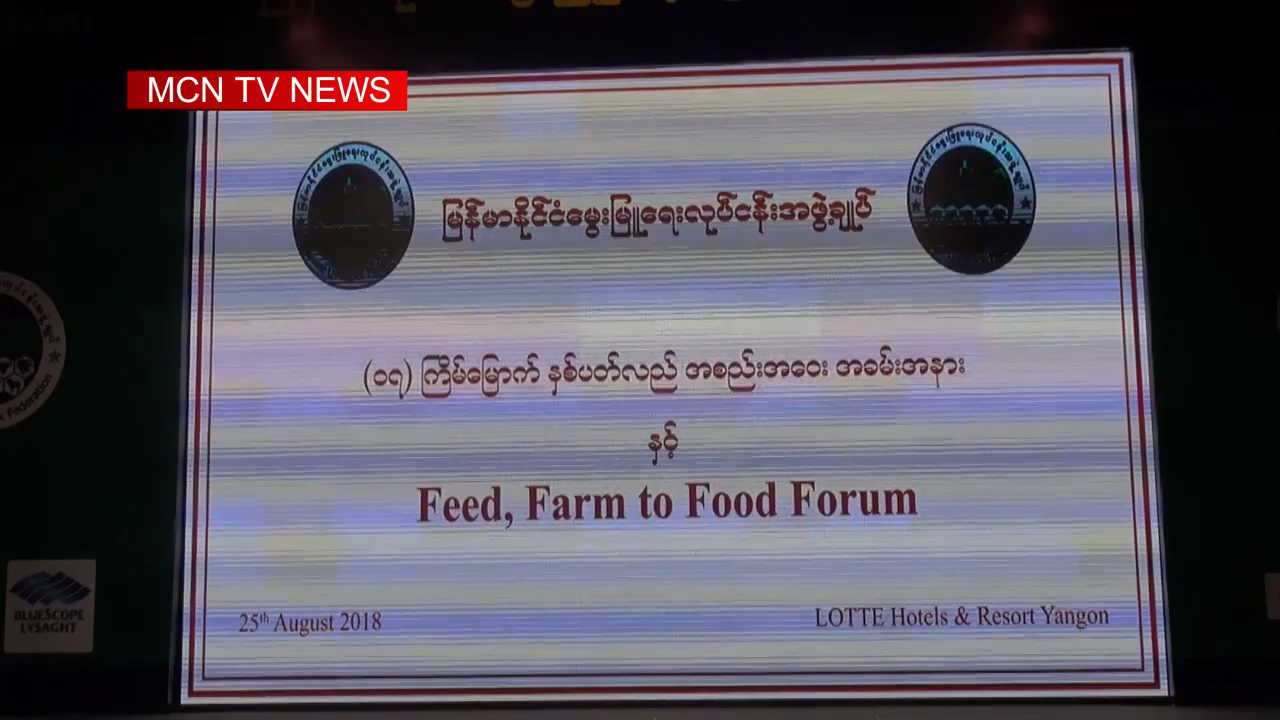 MCN TV NEWS
မြန်မာနိုင်ငံမွေးမြူရေးလုပ်ငန်းအဖွဲ့ချုပ်
(၁၇) ကြိမ်မြောက် နှစ်ပတ်လည် အစည်းအဝေး အခမ်းအနား
နှင့်
Feed, Farm to Food Forum
25th August 2018
LOTTE Hotels & Resort Yangon
Federation
BLUESCOPE
LYSAGHT